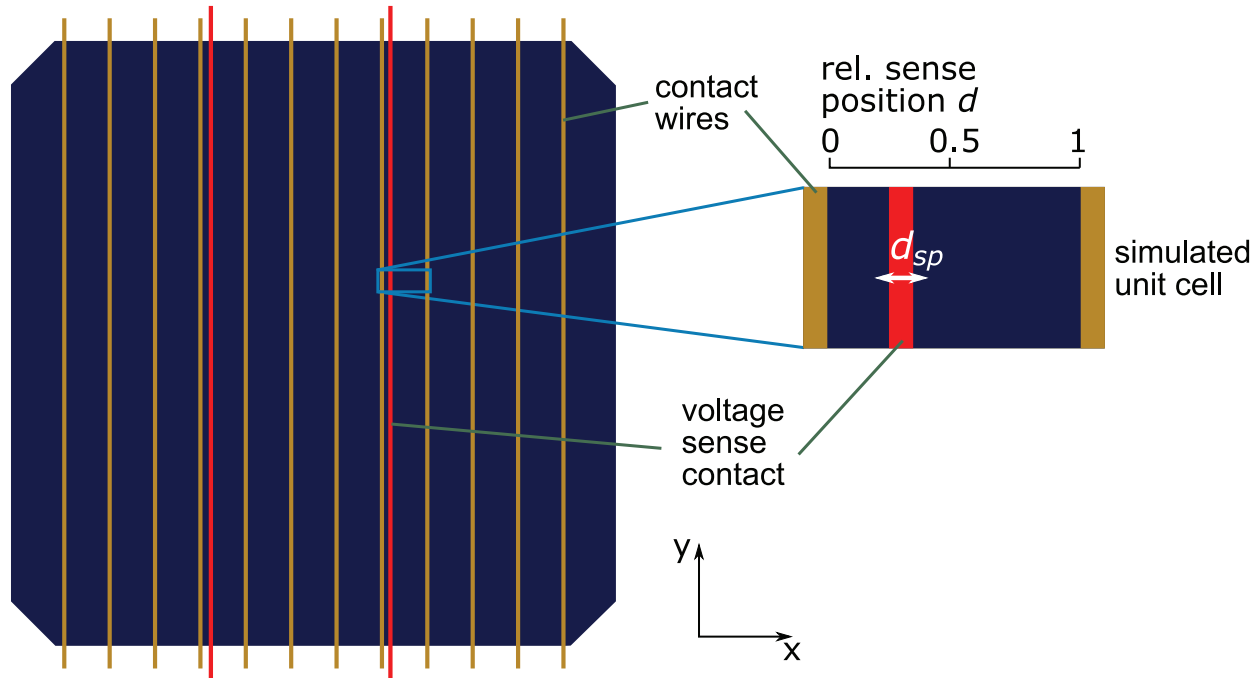 contact
wires
rel. sense
position d
0 0.5 1
d_sp
simulated
unit cell
voltage
sense
contact
y
x